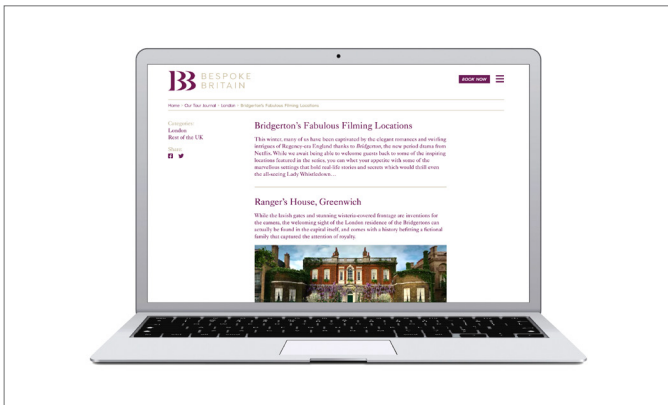 BB BESPOKE
BRITAIN
BOOK NOW
Home > Our Tour Journal > London > Bridgerton's Fabulous Filming Locations
Categories
London
Rest of the UK
Share
Bridgerton's Fabulous Filming Locations
This winter, many of us have been captivated by the elegant romances and swirling
intrigues of Regency-era England thanks to Bridgerton, the new period drama from
Netflix. While we await being able to welcome guests back to some of the inspiring
locations featured in the series, you can whet your appetite with some of the
marvellous settings that hold real-life stories and secrets which would thrill even
the all-seeing Lady Whistledown…
Ranger's House, Greenwich
While the lavish gates and stunning wisteria-covered frontage are inventions for
the camera, the welcoming sight of the London residence of the Bridgertons can
actually be found in the capital itself, and comes with a history befitting a fictional
family that captured the attention of royalty.